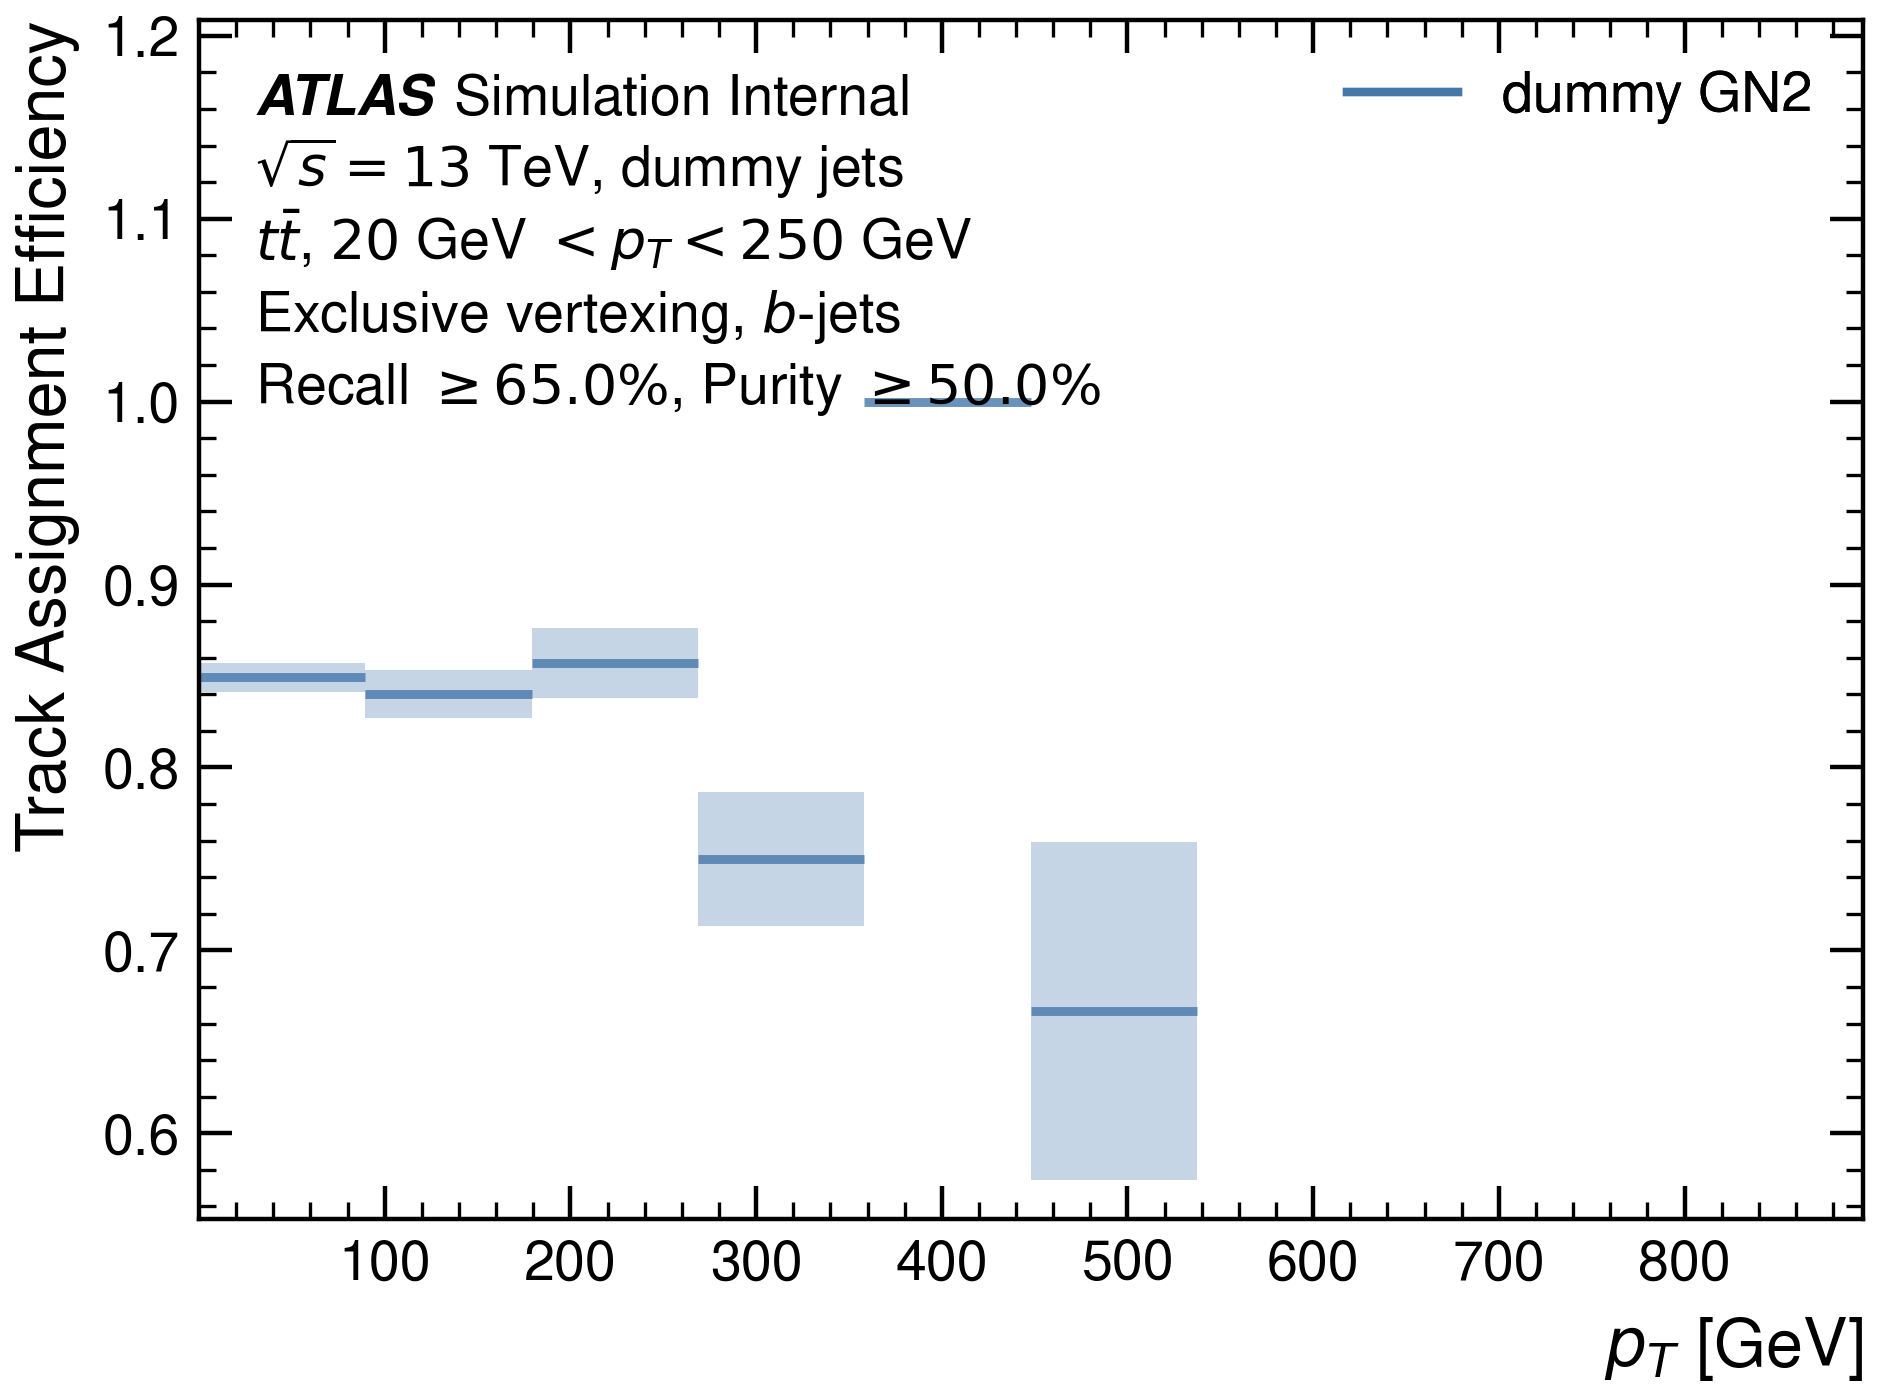 Track Assignment Efficiency
1.2
1.1
1.0
0.9
0.8
0.7
0.6
ATLAS Simulation Internal
√s = 13 TeV, dummy jets
tt̄, 20 GeV < p_T < 250 GeV
Exclusive vertexing, b-jets
Recall ≥ 65.0%, Purity ≥ 50.0%
dummy GN2
100 200 300 400 500 600 700 800
p_T [GeV]